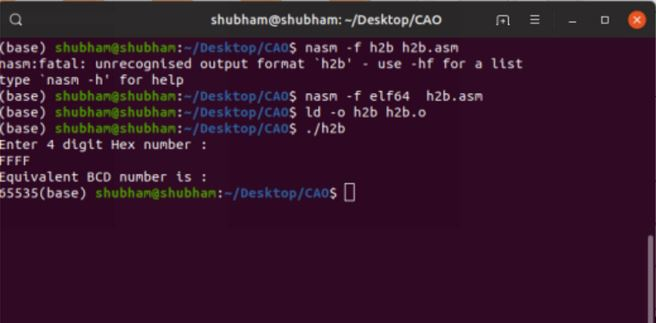 shubham@shubham: ~/Desktop/CAO
(base) shubham@shubham:~/Desktop/CAO$ nasm -f h2b h2b.asm
nasm:fatal: unrecognised output format `h2b' - use -hf for a list
type `nasm -h' for help
(base) shubham@shubham:~/Desktop/CAO$ nasm -f elf64  h2b.asm
(base) shubham@shubham:~/Desktop/CAO$ ld -o h2b h2b.o
(base) shubham@shubham:~/Desktop/CAO$ ./h2b
Enter 4 digit Hex number :
FFFF
Equivalent BCD number is :
65535(base) shubham@shubham:~/Desktop/CAO$